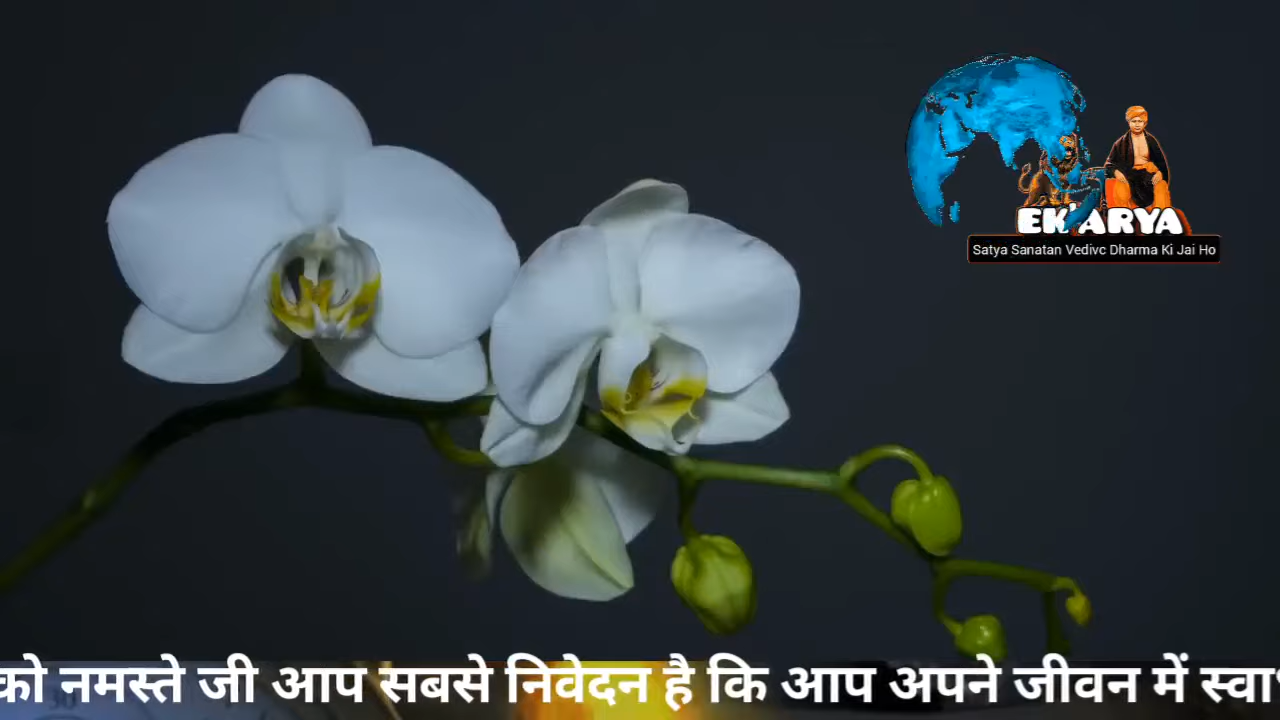 EK ARYA
Satya Sanatan Vedivc Dharma Ki Jai Ho
को नमस्ते जी आप सबसे निवेदन है कि आप अपने जीवन में